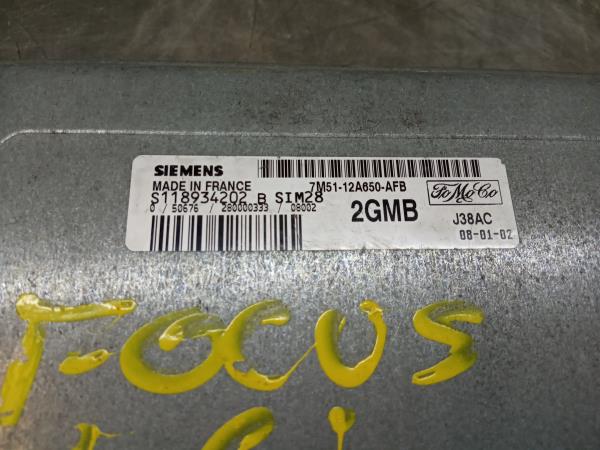 SIEMENS
MADE IN FRANCE 7M51-12A650-AFB
S118934202 B SIM28
0 / 50676 / 280000333 / 08002
2GMB
FoMoCo
J38AC
08-01-02
FOCUS